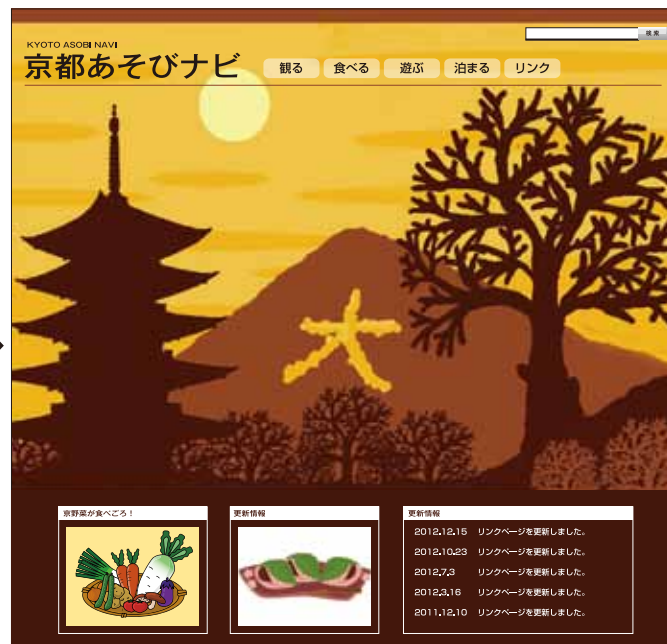 検索
KYOTO ASOBI NAVI
京都あそびナビ
観る 食べる 遊ぶ 泊まる リンク
大
京野菜が食べごろ！
更新情報
更新情報
2012.12.15 リンクページを更新しました。
2012.10.23 リンクページを更新しました。
2012.7.3 リンクページを更新しました。
2012.3.16 リンクページを更新しました。
2011.12.10 リンクページを更新しました。